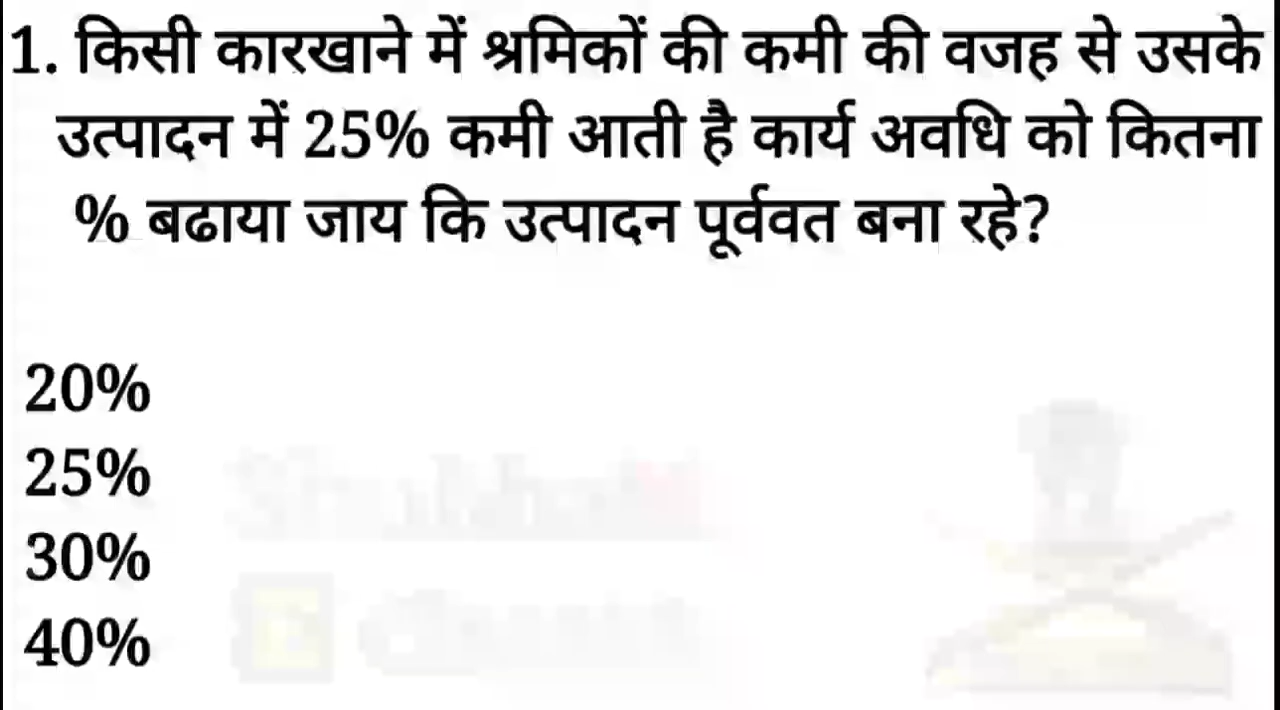 1. किसी कारखाने में श्रमिकों की कमी की वजह से उसके
उत्पादन में 25% कमी आती है कार्य अवधि को कितना
% बढाया जाय कि उत्पादन पूर्ववत बना रहे?
20%
25%
30%
40%